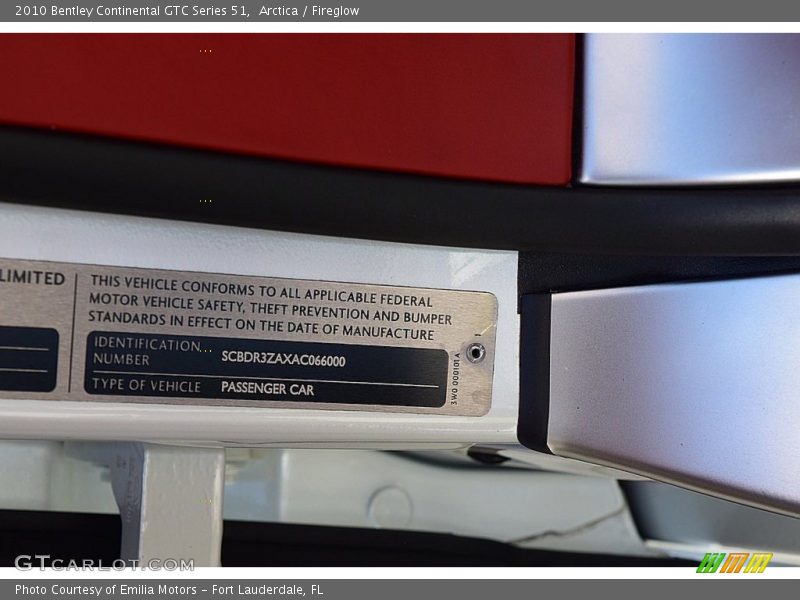 2010 Bentley Continental GTC Series 51, Arctica / Fireglow
LIMITED
THIS VEHICLE CONFORMS TO ALL APPLICABLE FEDERAL
MOTOR VEHICLE SAFETY, THEFT PREVENTION AND BUMPER
STANDARDS IN EFFECT ON THE DATE OF MANUFACTURE
IDENTIFICATION
NUMBER SCBDR3ZAXAC066000
TYPE OF VEHICLE PASSENGER CAR
3W0 000101A
GTCARLOT.COM
Photo Courtesy of Emilia Motors - Fort Lauderdale, FL